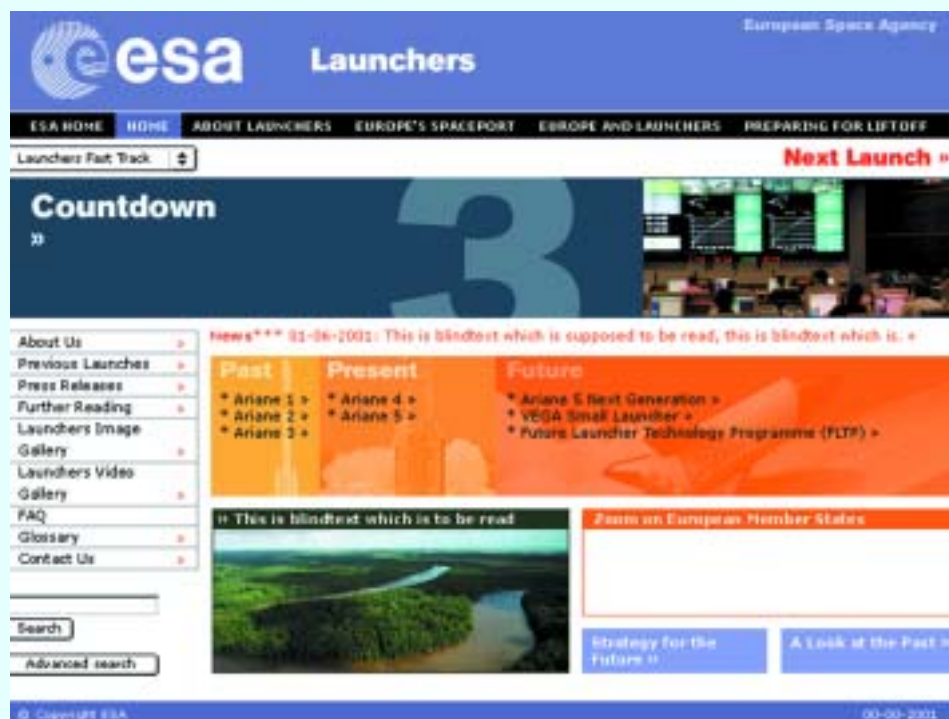 European Space Agency
esa Launchers
ESA HOME HOME ABOUT LAUNCHERS EUROPE'S SPACEPORT EUROPE AND LAUNCHERS PREPARING FOR LIFTOFF
Launchers Fast Track
Next Launch »
Countdown
»
3
News*** 01-06-2001: This is blindtext which is supposed to be read, this is blindtext which is. »
About Us »
Previous Launches »
Press Releases »
Further Reading »
Launchers Image
Gallery »
Launchers Video
Gallery »
FAQ
Glossary »
Contact Us »
Search
Advanced search
Past
* Ariane 1 »
* Ariane 2 »
* Ariane 3 »
Present
* Ariane 4 »
* Ariane 5 »
Future
* Ariane 5 Next Generation »
* VEGA Small Launcher »
* Future Launcher Technology Programme (FLTP) »
» This is blindtext which is to be read
Zoom on European Member States
Strategy for the
Future »
A Look at the Past »
© Copyright ESA
00-00-2001